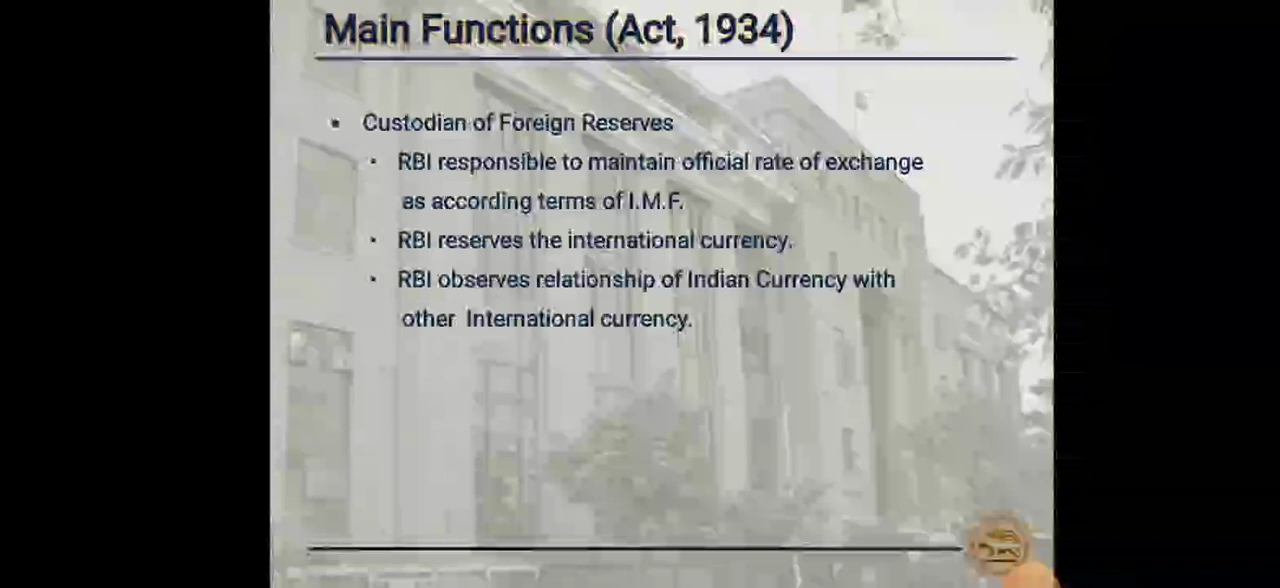 Main Functions (Act, 1934)
• Custodian of Foreign Reserves
• RBI responsible to maintain official rate of exchange
as according terms of I.M.F.
• RBI reserves the international currency.
• RBI observes relationship of Indian Currency with
other International currency.